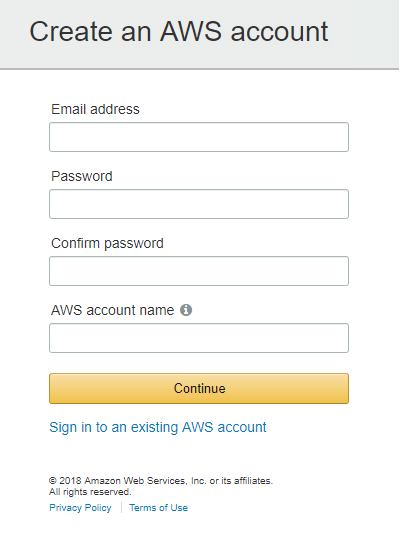 Create an AWS account
Email address
Password
Confirm password
AWS account name
Continue
Sign in to an existing AWS account
© 2018 Amazon Web Services, Inc. or its affiliates.
All rights reserved.
Privacy Policy | Terms of Use